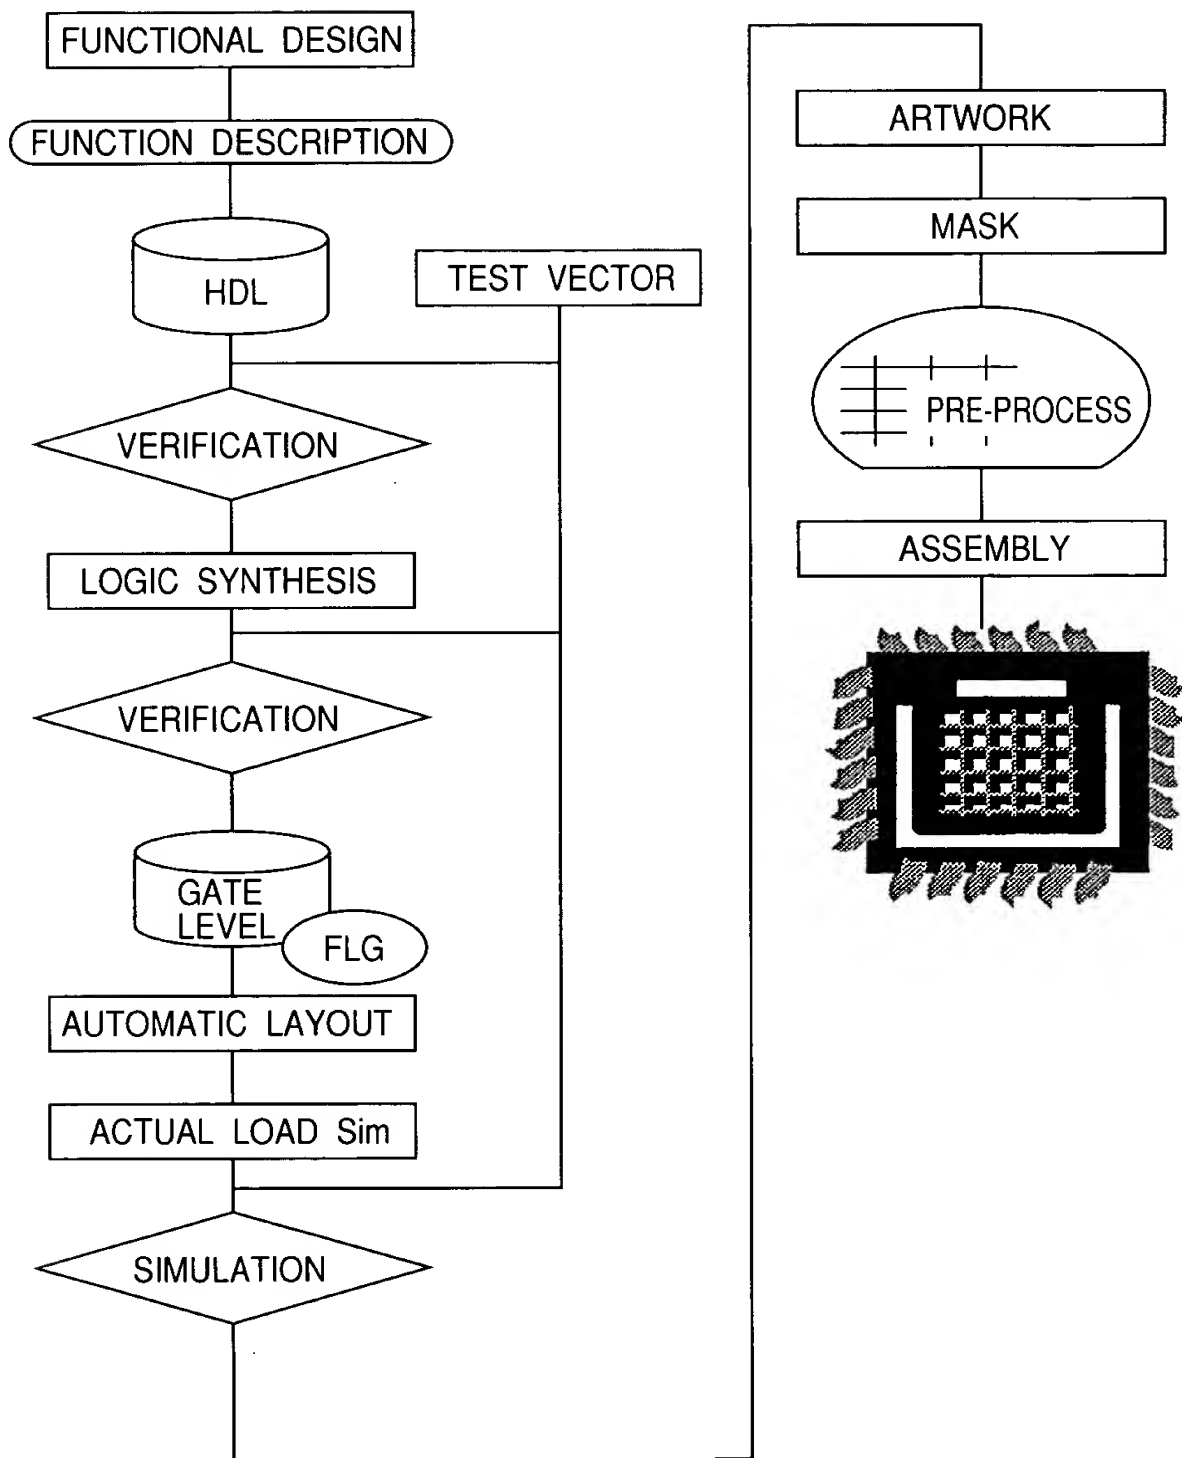 FUNCTIONAL DESIGN
FUNCTION DESCRIPTION
HDL
TEST VECTOR
VERIFICATION
LOGIC SYNTHESIS
VERIFICATION
GATE
LEVEL
FLG
AUTOMATIC LAYOUT
ACTUAL LOAD Sim
SIMULATION
ARTWORK
MASK
PRE-PROCESS
ASSEMBLY